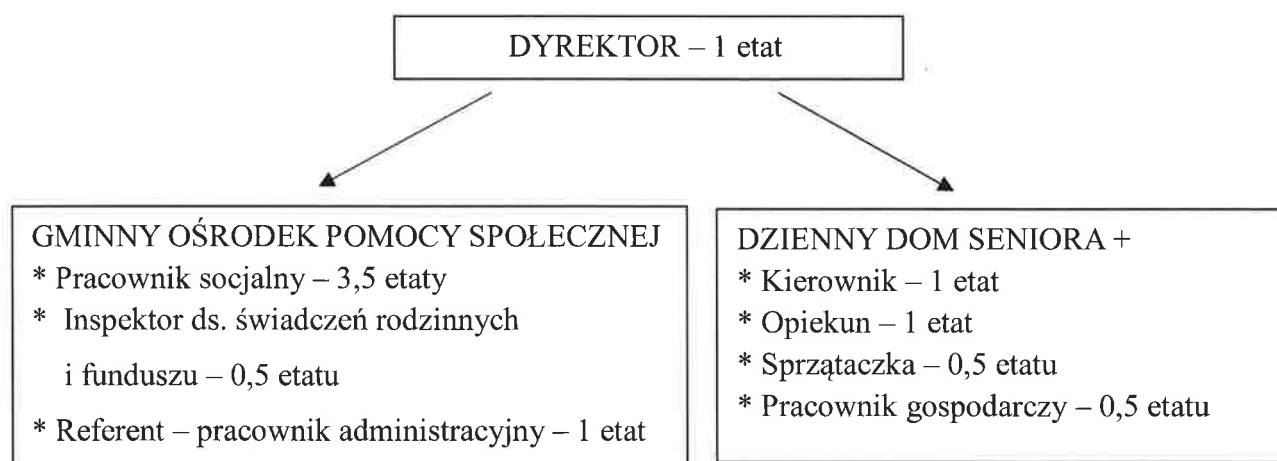 DYREKTOR – 1 etat
GMINNY OŚRODEK POMOCY SPOŁECZNEJ
* Pracownik socjalny – 3,5 etaty
* Inspektor ds. świadczeń rodzinnych
i funduszu – 0,5 etatu
* Referent – pracownik administracyjny – 1 etat
DZIENNY DOM SENIORA +
* Kierownik – 1 etat
* Opiekun – 1 etat
* Sprzątaczka – 0,5 etatu
* Pracownik gospodarczy – 0,5 etatu